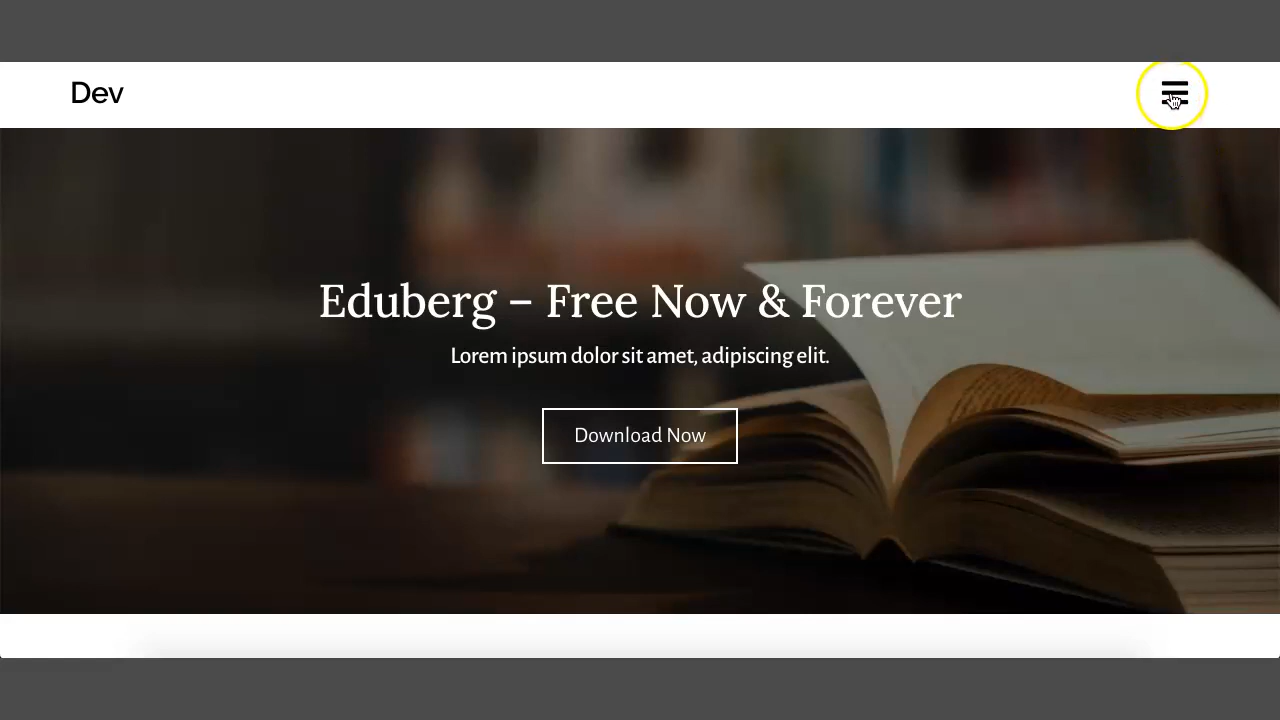 Dev
Eduberg – Free Now & Forever
Lorem ipsum dolor sit amet, adipiscing elit.
Download Now